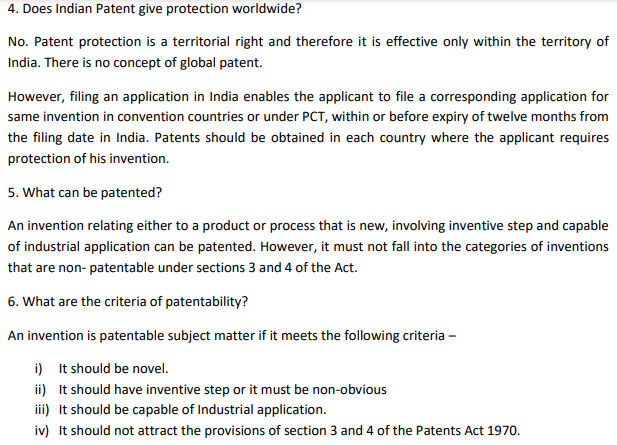 4. Does Indian Patent give protection worldwide?
No. Patent protection is a territorial right and therefore it is effective only within the territory of
India. There is no concept of global patent.
However, filing an application in India enables the applicant to file a corresponding application for
same invention in convention countries or under PCT, within or before expiry of twelve months from
the filing date in India. Patents should be obtained in each country where the applicant requires
protection of his invention.
5. What can be patented?
An invention relating either to a product or process that is new, involving inventive step and capable
of industrial application can be patented. However, it must not fall into the categories of inventions
that are non- patentable under sections 3 and 4 of the Act.
6. What are the criteria of patentability?
An invention is patentable subject matter if it meets the following criteria –
i) It should be novel.
ii) It should have inventive step or it must be non-obvious
iii) It should be capable of Industrial application.
iv) It should not attract the provisions of section 3 and 4 of the Patents Act 1970.